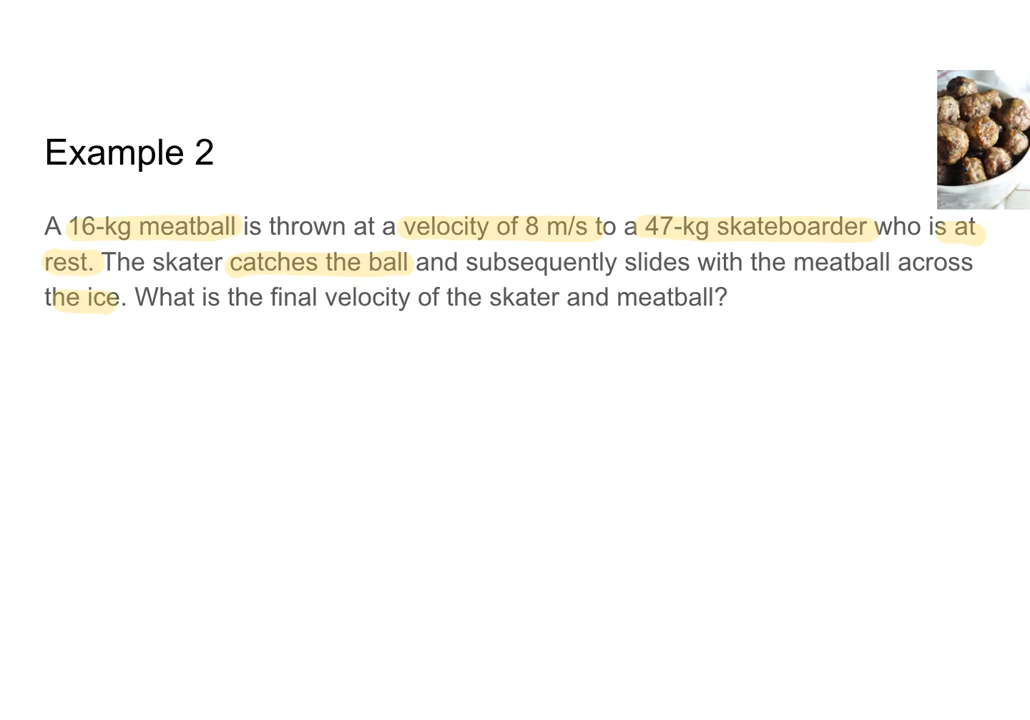 Example 2
A 16-kg meatball is thrown at a velocity of 8 m/s to a 47-kg skateboarder who is at
rest. The skater catches the ball and subsequently slides with the meatball across
the ice. What is the final velocity of the skater and meatball?